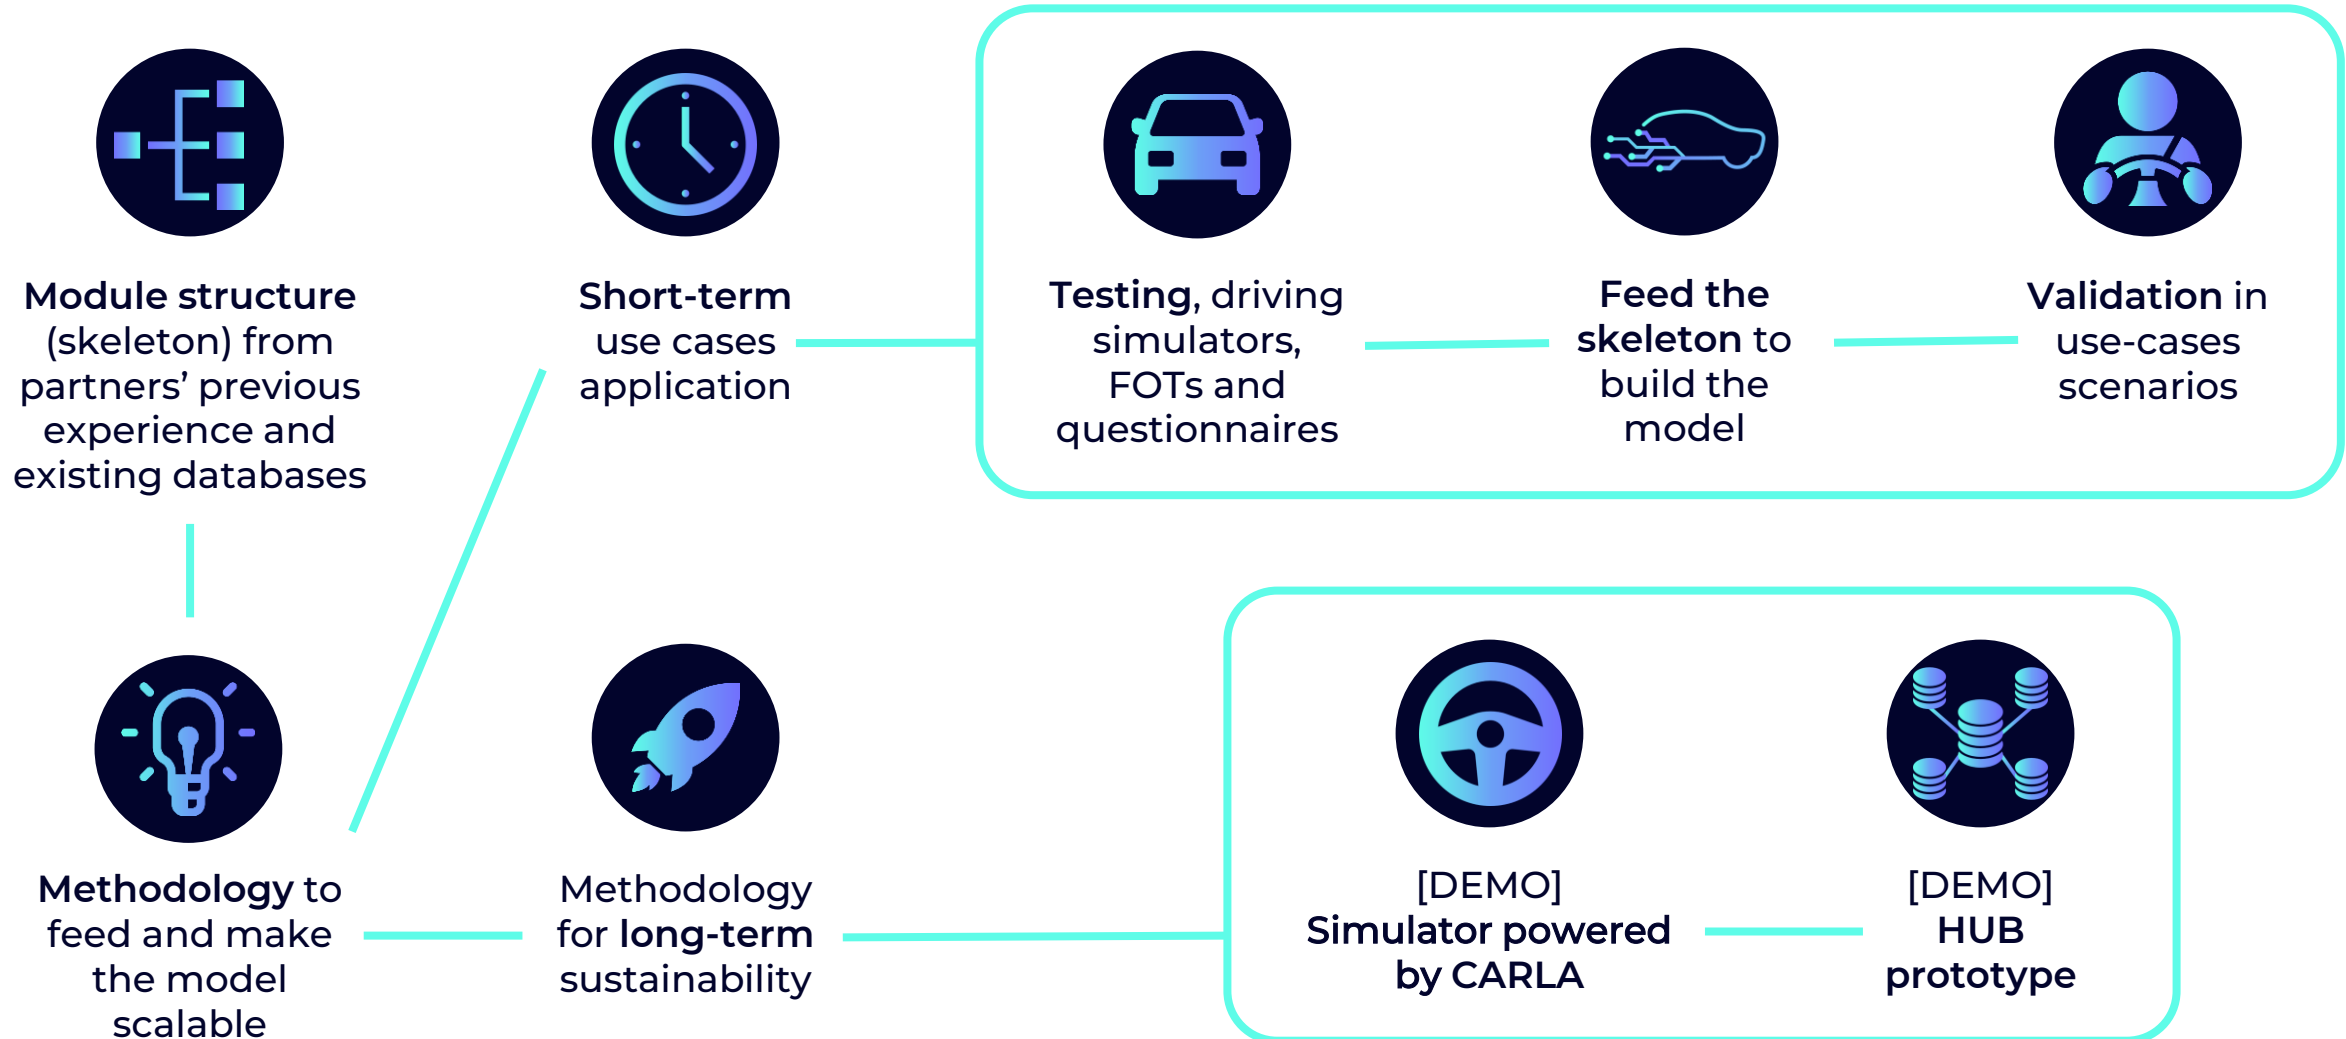 Module structure
(skeleton) from
partners’ previous
experience and
existing databases
Short-term
use cases
application
Testing, driving
simulators,
FOTs and
questionnaires
Feed the
skeleton to
build the
model
Validation in
use-cases
scenarios
Methodology to
feed and make
the model
scalable
Methodology
for long-term
sustainability
[DEMO]
Simulator powered
by CARLA
[DEMO]
HUB
prototype